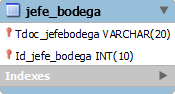 jefe_bodega
Tdoc_jefebodega VARCHAR(20)
Id_jefe_bodega INT(10)
Indexes